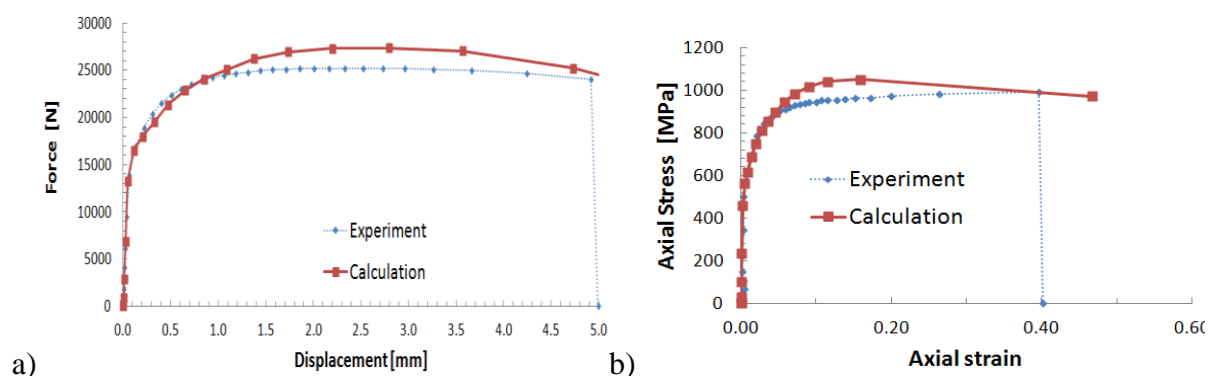 Force [N]
30000
25000
20000
15000
10000
5000
0
0.0 0.5 1.0 1.5 2.0 2.5 3.0 3.5 4.0 4.5 5.0
Displacement [mm]
Experiment
Calculation
a)
Axial Stress [MPa]
1200
1000
800
600
400
200
0
0.00 0.20 0.40 0.60
Axial strain
Experiment
Calculation
b)